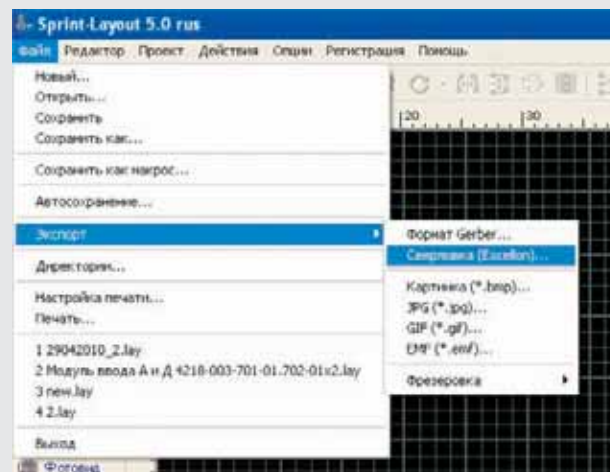 Sprint-Layout 5.0 rus
Файл Редактор Проект Действия Опции Регистрация Помощь
Новый...
Открыть...
Сохранить
Сохранить как...
Сохранить как макрос...
Автосохранение...
Экспорт
Директории...
Настройка печати...
Печать...
1 29042010_2.lay
2 Модуль ввода А и Д 4218-003-701-01.702-01x2.lay
3 new.lay
4 2.lay
Выход
Формат Gerber...
Сверловка (Excellon)...
Картинка (*.bmp)...
JPG (*.jpg)...
GIF (*.gif)...
EMF (*.emf)...
Фрезеровка
20 30
Фотовид